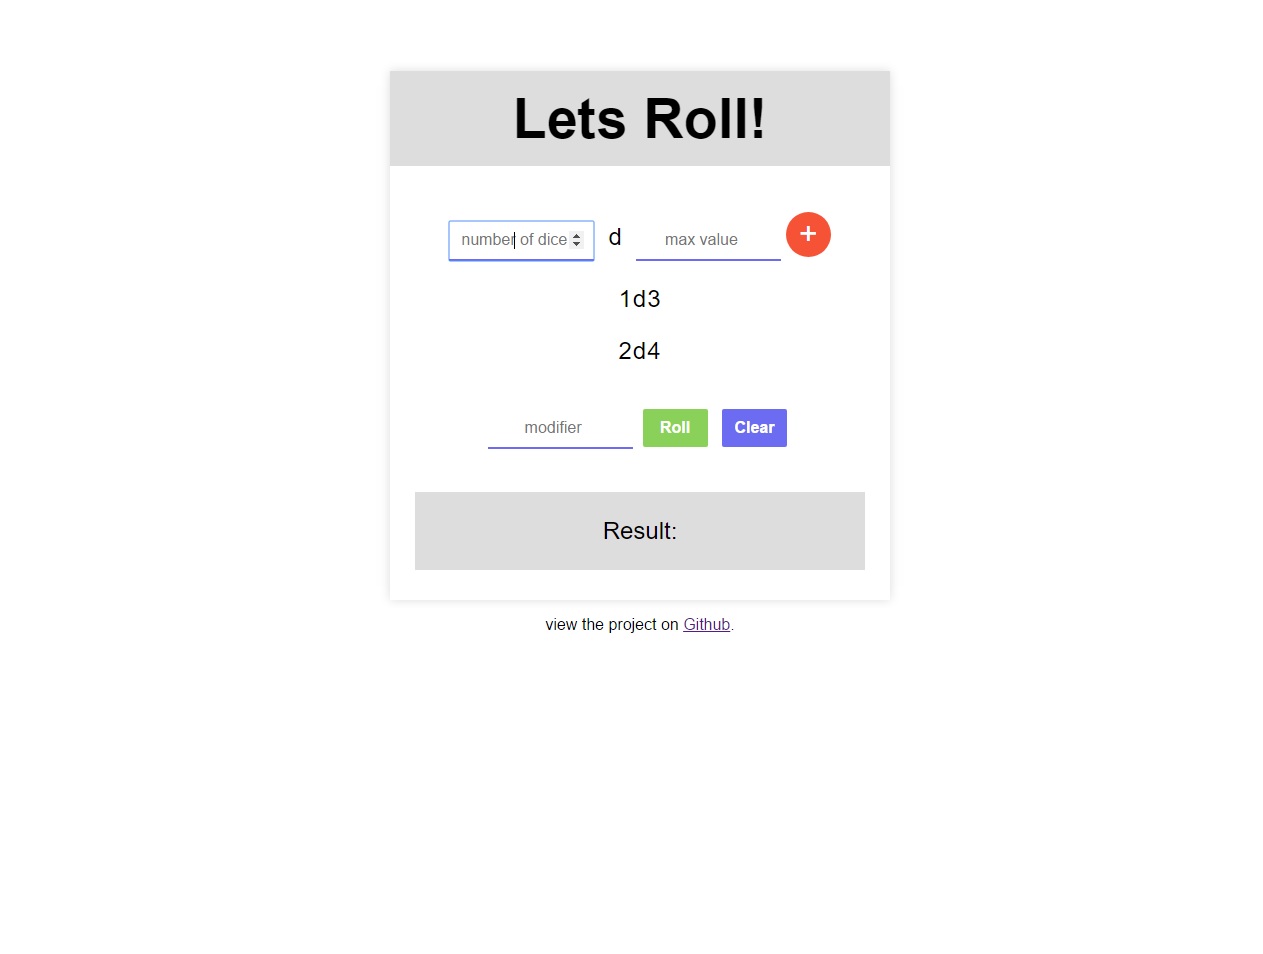 Lets Roll!
number of dice d max value +
1d3
2d4
modifier Roll Clear
Result:
view the project on Github.